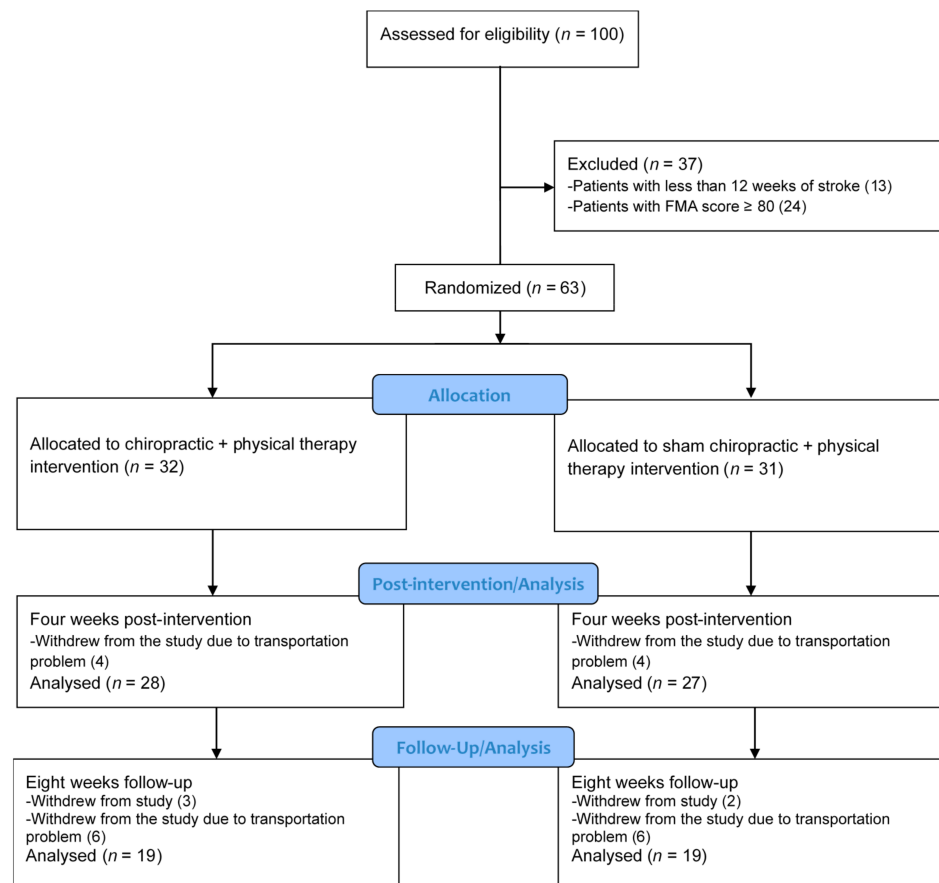 Assessed for eligibility (n = 100)
Excluded (n = 37)
-Patients with less than 12 weeks of stroke (13)
-Patients with FMA score ≥ 80 (24)
Randomized (n = 63)
Allocation
Allocated to chiropractic + physical therapy
intervention (n = 32)
Allocated to sham chiropractic + physical
therapy intervention (n = 31)
Post-intervention/Analysis
Four weeks post-intervention
-Withdrew from the study due to transportation
problem (4)
Analysed (n = 28)
Four weeks post-intervention
-Withdrew from the study due to transportation
problem (4)
Analysed (n = 27)
Follow-Up/Analysis
Eight weeks follow-up
-Withdrew from study (3)
-Withdrew from the study due to transportation
problem (6)
Analysed (n = 19)
Eight weeks follow-up
-Withdrew from study (2)
-Withdrew from the study due to transportation
problem (6)
Analysed (n = 19)